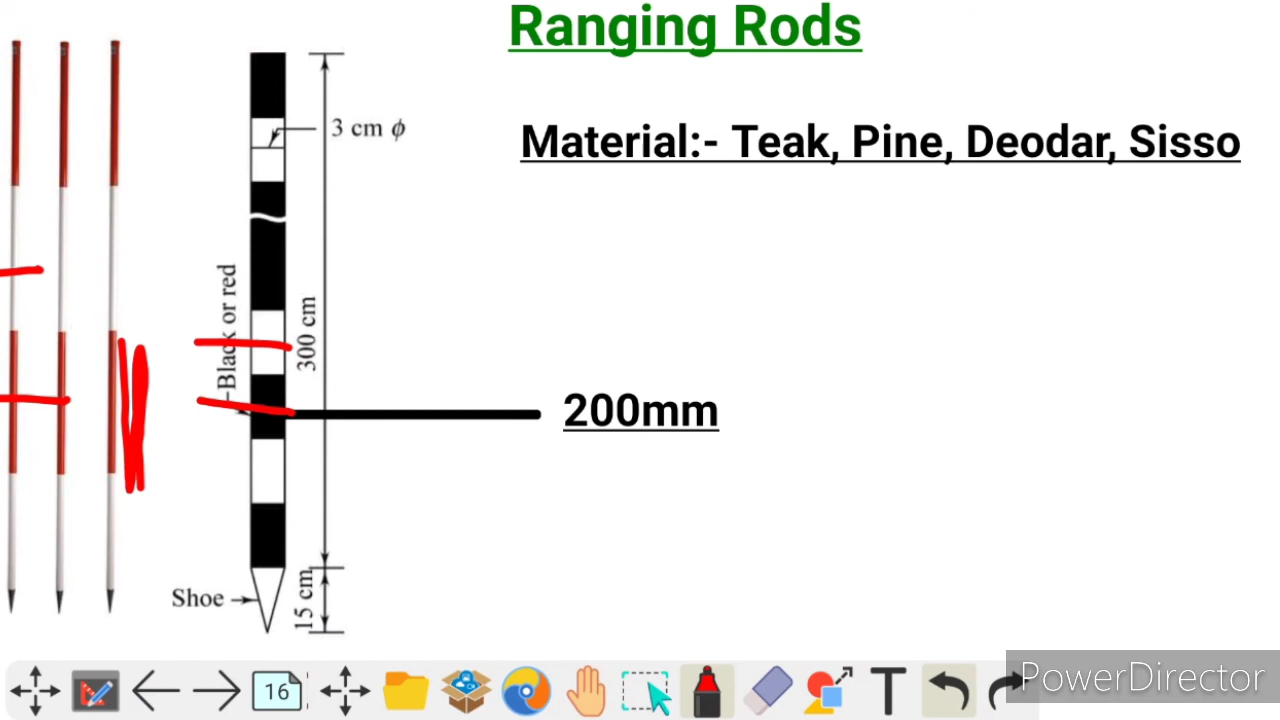 Ranging Rods
3 cm ϕ
Material:- Teak, Pine, Deodar, Sisso
Black or red
300 cm
200mm
Shoe
15 cm
16
T
PowerDirector